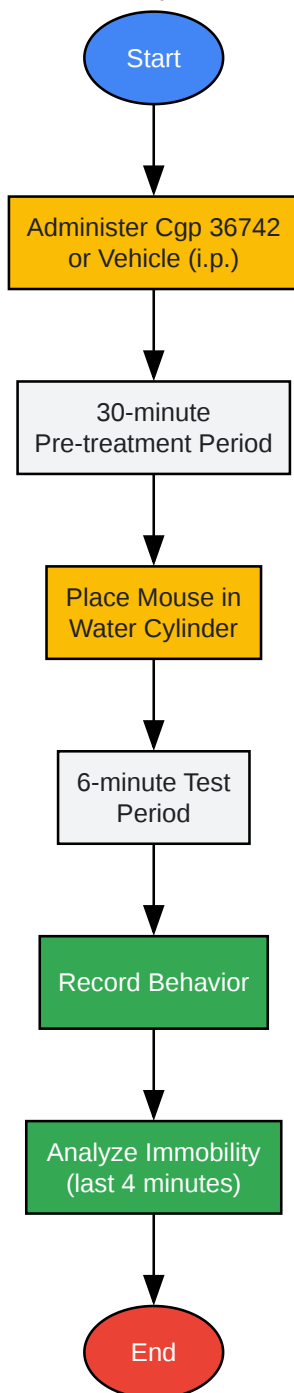 Start
Administer Cgp 36742
or Vehicle (i.p.)
30-minute
Pre-treatment Period
Place Mouse in
Water Cylinder
6-minute Test
Period
Record Behavior
Analyze Immobility
(last 4 minutes)
End